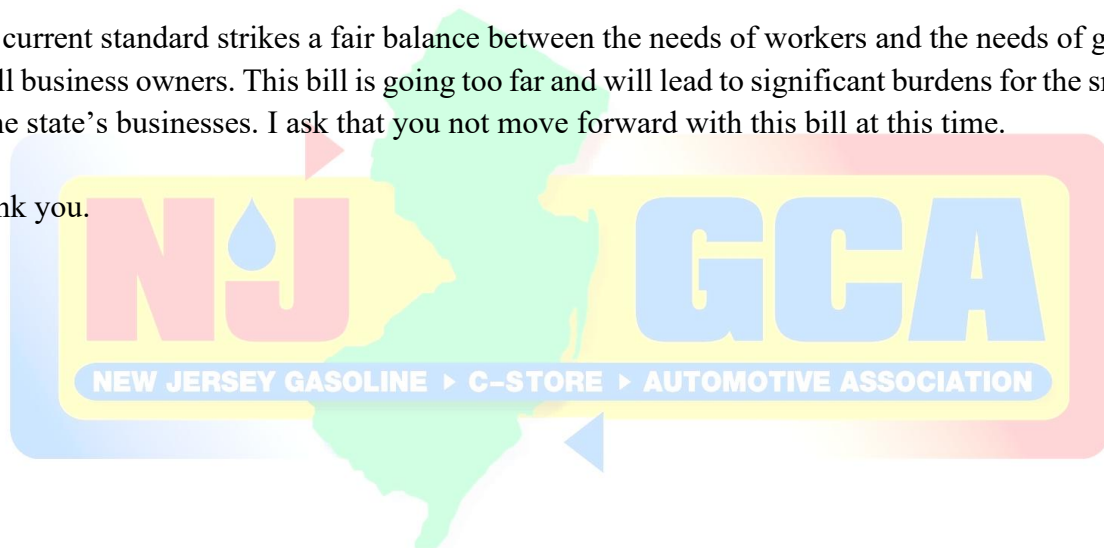 current standard strikes a fair balance between the needs of workers and the needs of
business owners. This bill is going too far and will lead to significant burdens for the
state’s businesses. I ask that you not move forward with this bill at this time.
you.
NJ GCA
NEW JERSEY GASOLINE ▸ C-STORE ▸ AUTOMOTIVE ASSOCIATION